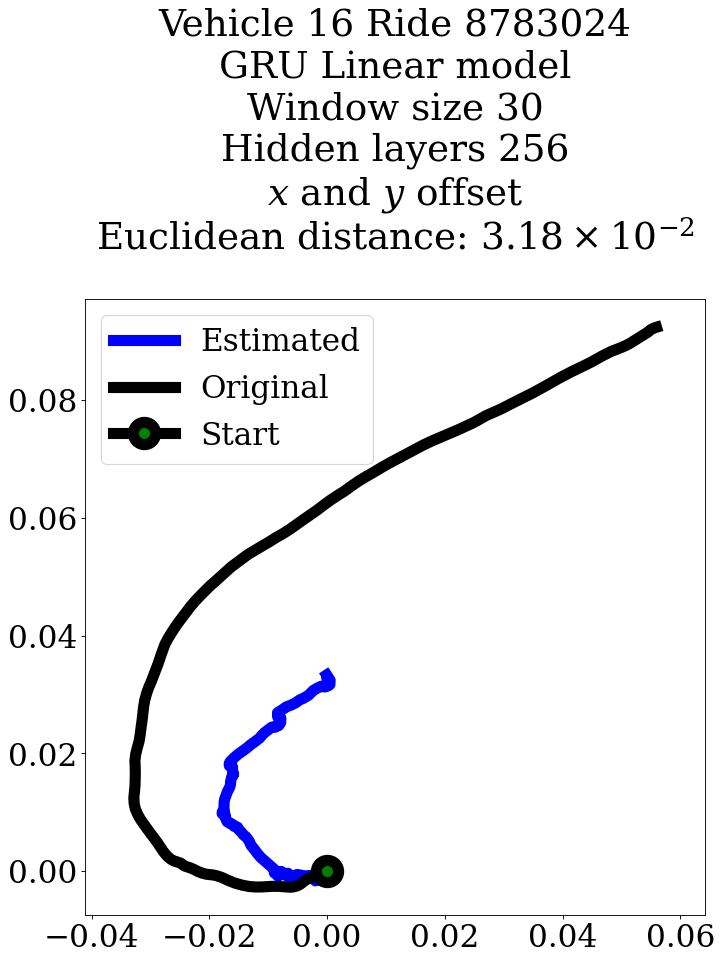 Vehicle 16 Ride 8783024
GRU Linear model
Window size 30
Hidden layers 256
x and y offset
Euclidean distance: 3.18 × 10⁻²
Estimated
Original
Start
0.08
0.06
0.04
0.02
0.00
−0.04 −0.02 0.00 0.02 0.04 0.06